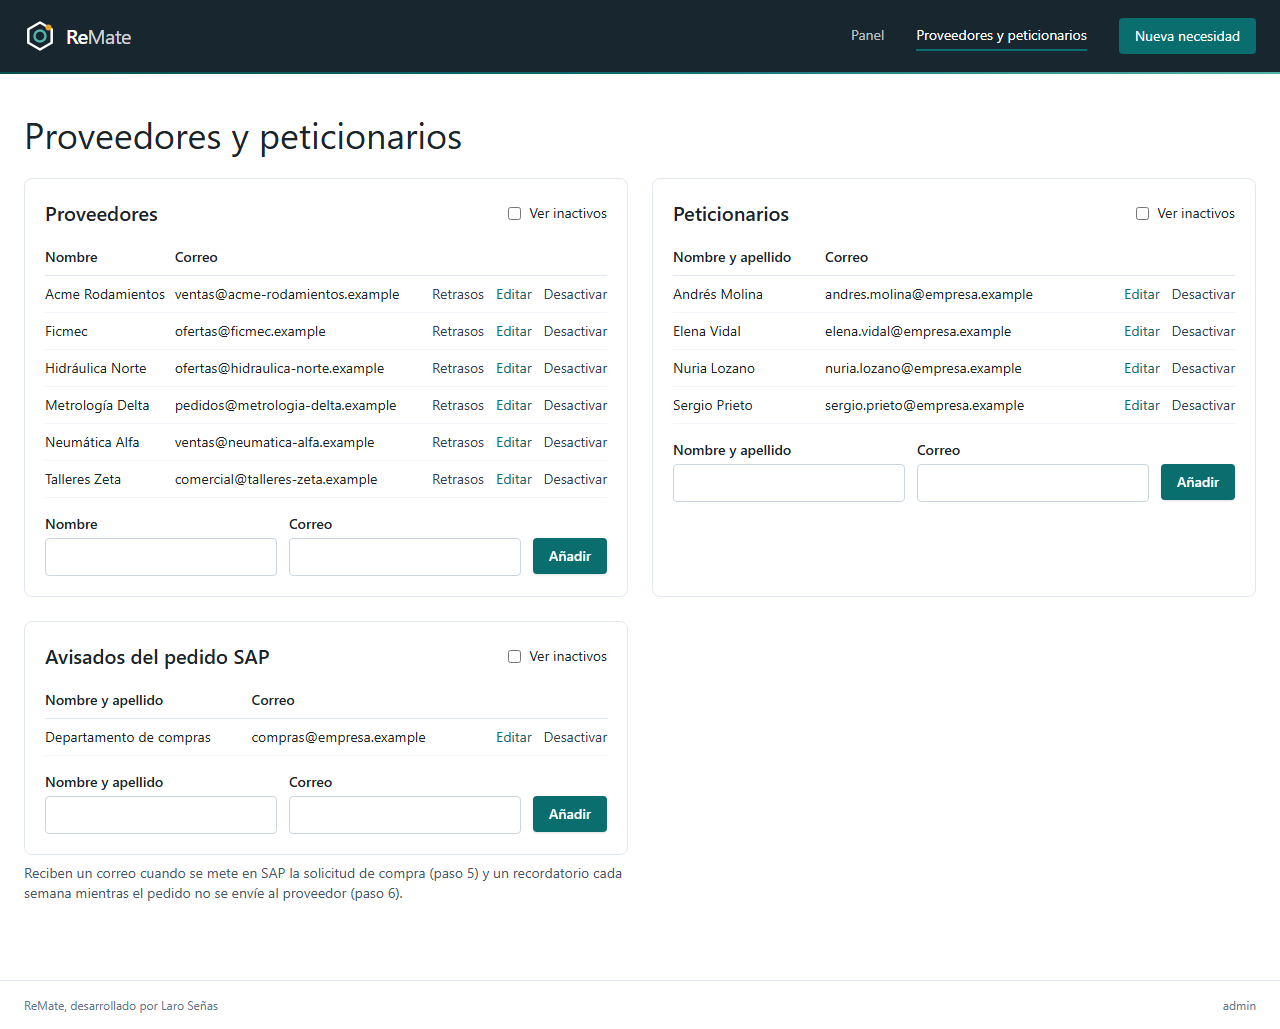 ReMate
Panel
Proveedores y peticionarios
Nueva necesidad
Proveedores y peticionarios
Proveedores
Ver inactivos
Nombre Correo
Acme Rodamientos ventas@acme-rodamientos.example Retrasos Editar Desactivar
Ficmec ofertas@ficmec.example Retrasos Editar Desactivar
Hidráulica Norte ofertas@hidraulica-norte.example Retrasos Editar Desactivar
Metrología Delta pedidos@metrologia-delta.example Retrasos Editar Desactivar
Neumática Alfa ventas@neumatica-alfa.example Retrasos Editar Desactivar
Talleres Zeta comercial@talleres-zeta.example Retrasos Editar Desactivar
Nombre Correo
Añadir
Peticionarios
Ver inactivos
Nombre y apellido Correo
Andrés Molina andres.molina@empresa.example Editar Desactivar
Elena Vidal elena.vidal@empresa.example Editar Desactivar
Nuria Lozano nuria.lozano@empresa.example Editar Desactivar
Sergio Prieto sergio.prieto@empresa.example Editar Desactivar
Nombre y apellido Correo
Añadir
Avisados del pedido SAP
Ver inactivos
Nombre y apellido Correo
Departamento de compras compras@empresa.example Editar Desactivar
Nombre y apellido Correo
Añadir
Reciben un correo cuando se mete en SAP la solicitud de compra (paso 5) y un recordatorio cada
semana mientras el pedido no se envíe al proveedor (paso 6).
ReMate, desarrollado por Laro Señas
admin